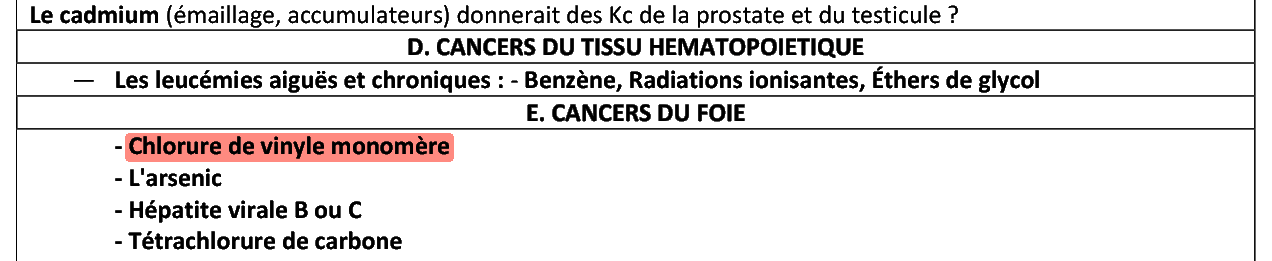 Le cadmium (émaillage, accumulateurs) donnerait des Kc de la prostate et du testicule ?
D. CANCERS DU TISSU HEMATOPOIETIQUE
— Les leucémies aiguës et chroniques : - Benzène, Radiations ionisantes, Éthers de glycol
E. CANCERS DU FOIE
- Chlorure de vinyle monomère
- L'arsenic
- Hépatite virale B ou C
- Tétrachlorure de carbone